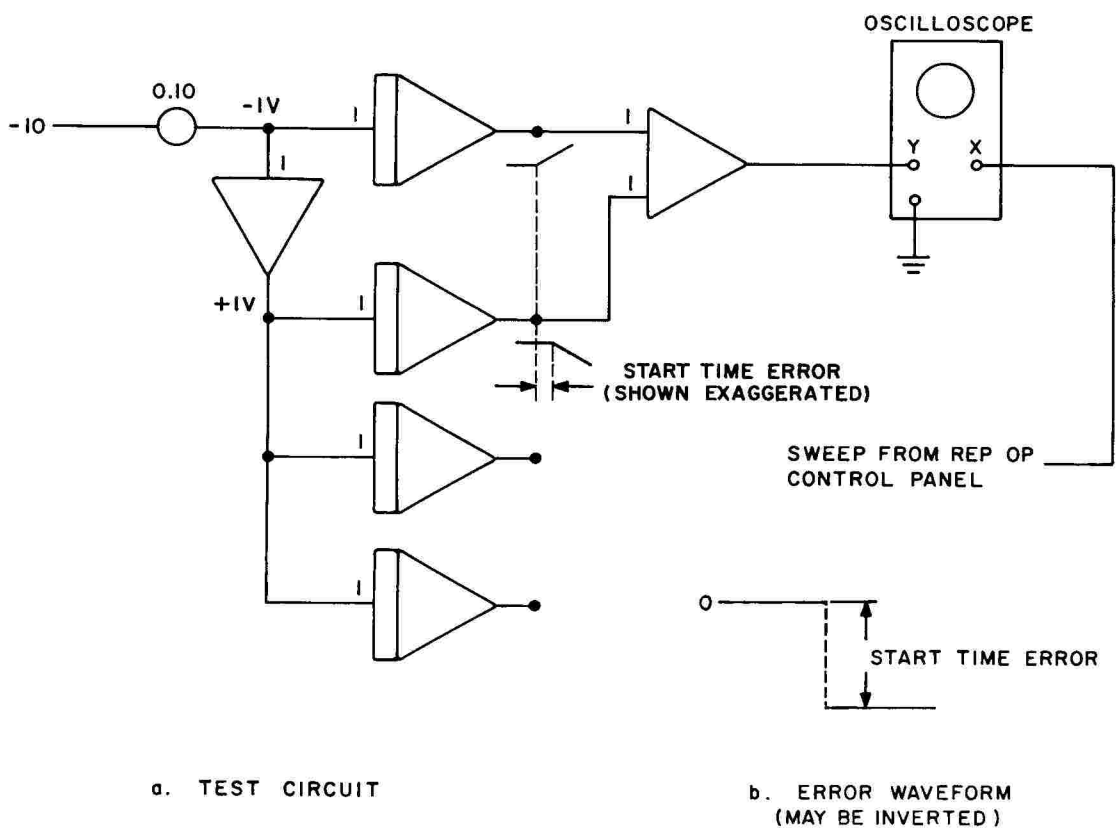 OSCILLOSCOPE
0.10
-10
-1V
1
1
1
1
Y
X
+1V
1
START TIME ERROR
(SHOWN EXAGGERATED)
1
SWEEP FROM REP OP
CONTROL PANEL
1
0
START TIME ERROR
a. TEST CIRCUIT
b. ERROR WAVEFORM
(MAY BE INVERTED)